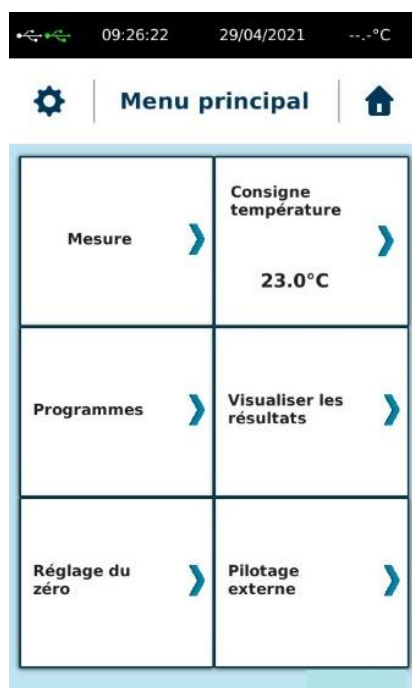 09:26:22 29/04/2021 --.-°C
Menu principal
Mesure
Consigne
température
23.0°C
Programmes
Visualiser les
résultats
Réglage du
zéro
Pilotage
externe